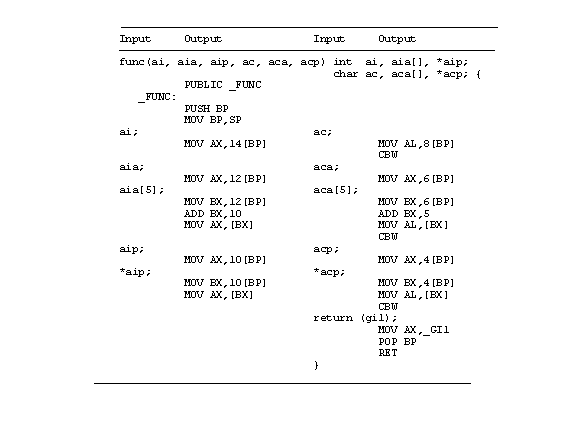 Input Output Input Output
func(ai, aia, aip, ac, aca, acp) int ai, aia[], *aip;
char ac, aca[], *acp; {
PUBLIC _FUNC
_FUNC:
PUSH BP
MOV BP,SP
ai; ac;
MOV AX,14[BP] MOV AL,8[BP]
CBW
aia; aca;
MOV AX,12[BP] MOV AX,6[BP]
aia[5]; aca[5];
MOV BX,12[BP] MOV BX,6[BP]
ADD BX,10 ADD BX,5
MOV AX,[BX] MOV AL,[BX]
CBW
aip; acp;
MOV AX,10[BP] MOV AX,4[BP]
*aip; *acp;
MOV BX,10[BP] MOV BX,4[BP]
MOV AX,[BX] MOV AL,[BX]
CBW
return (gi1);
MOV AX,_GI1
POP BP
RET
}